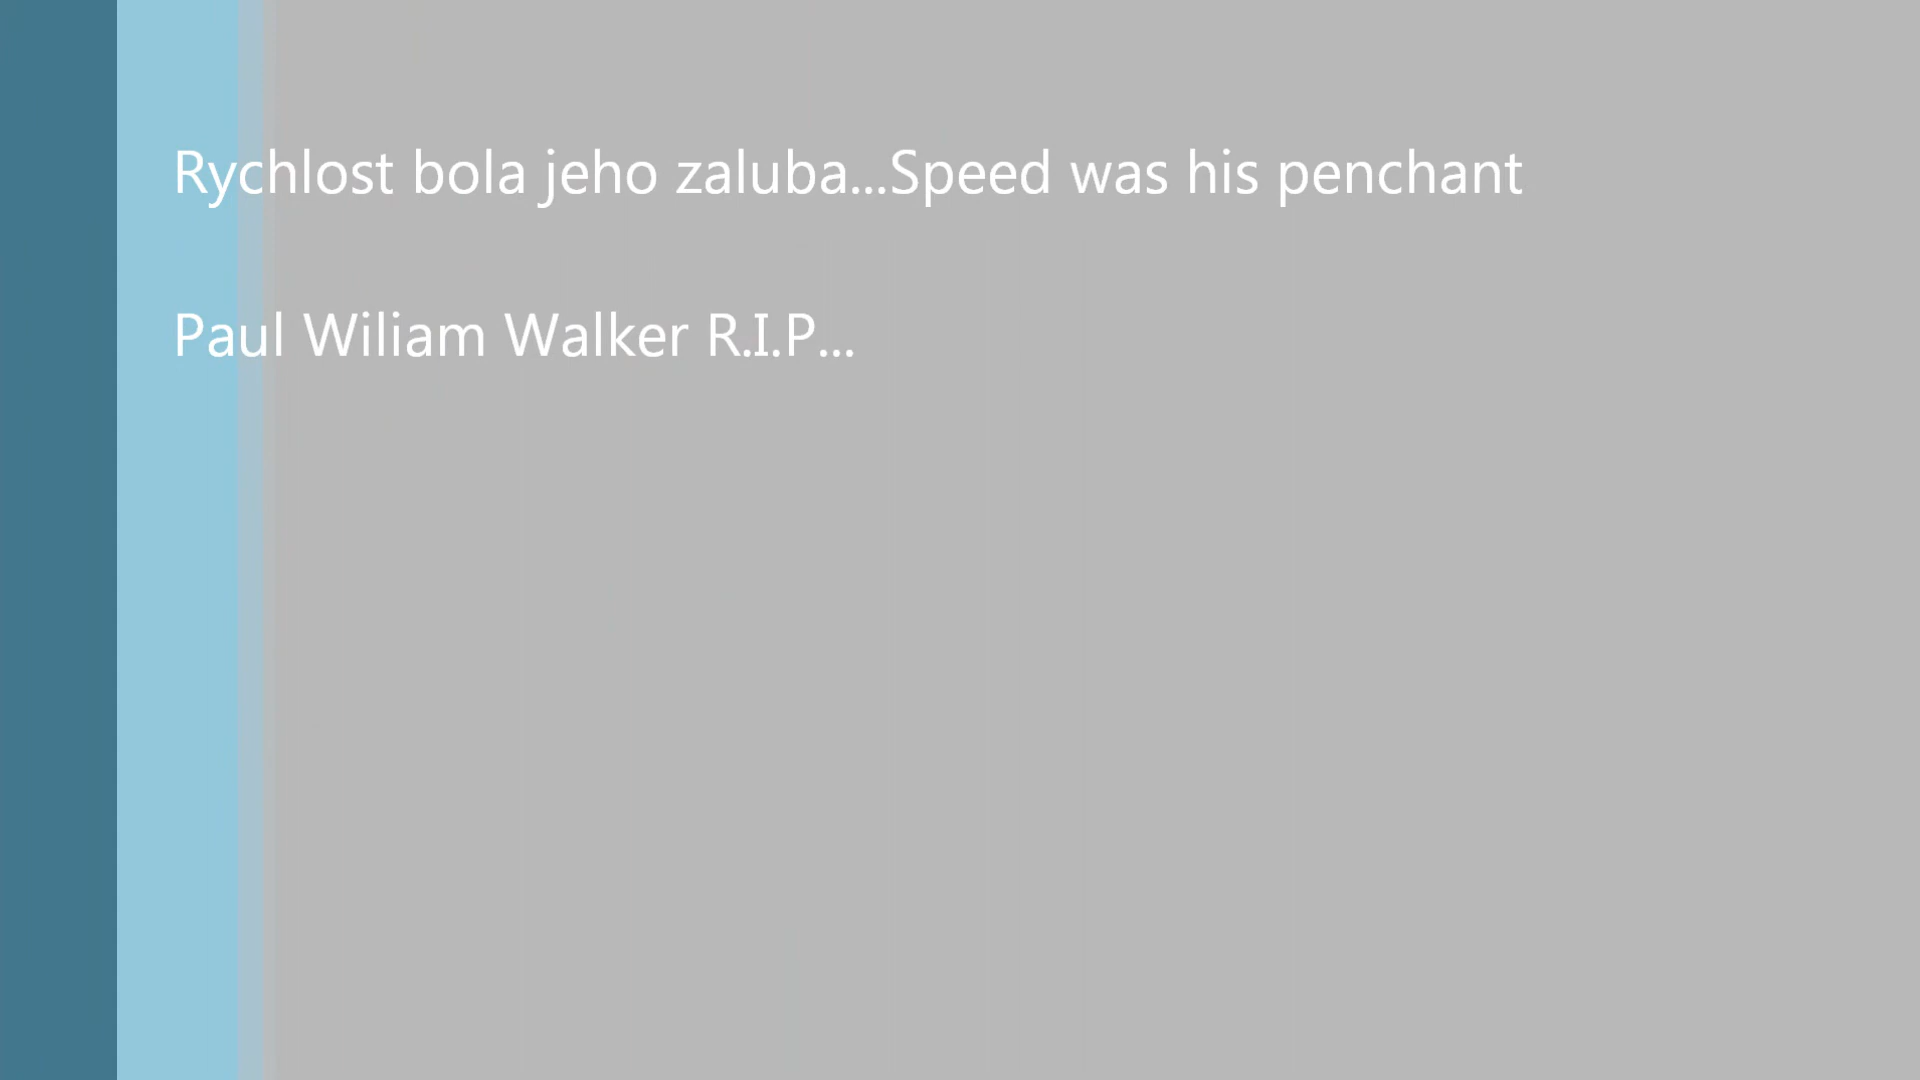 Rychlost bola jeho zaluba...Speed was his penchant
Paul Wiliam Walker R.I.P...